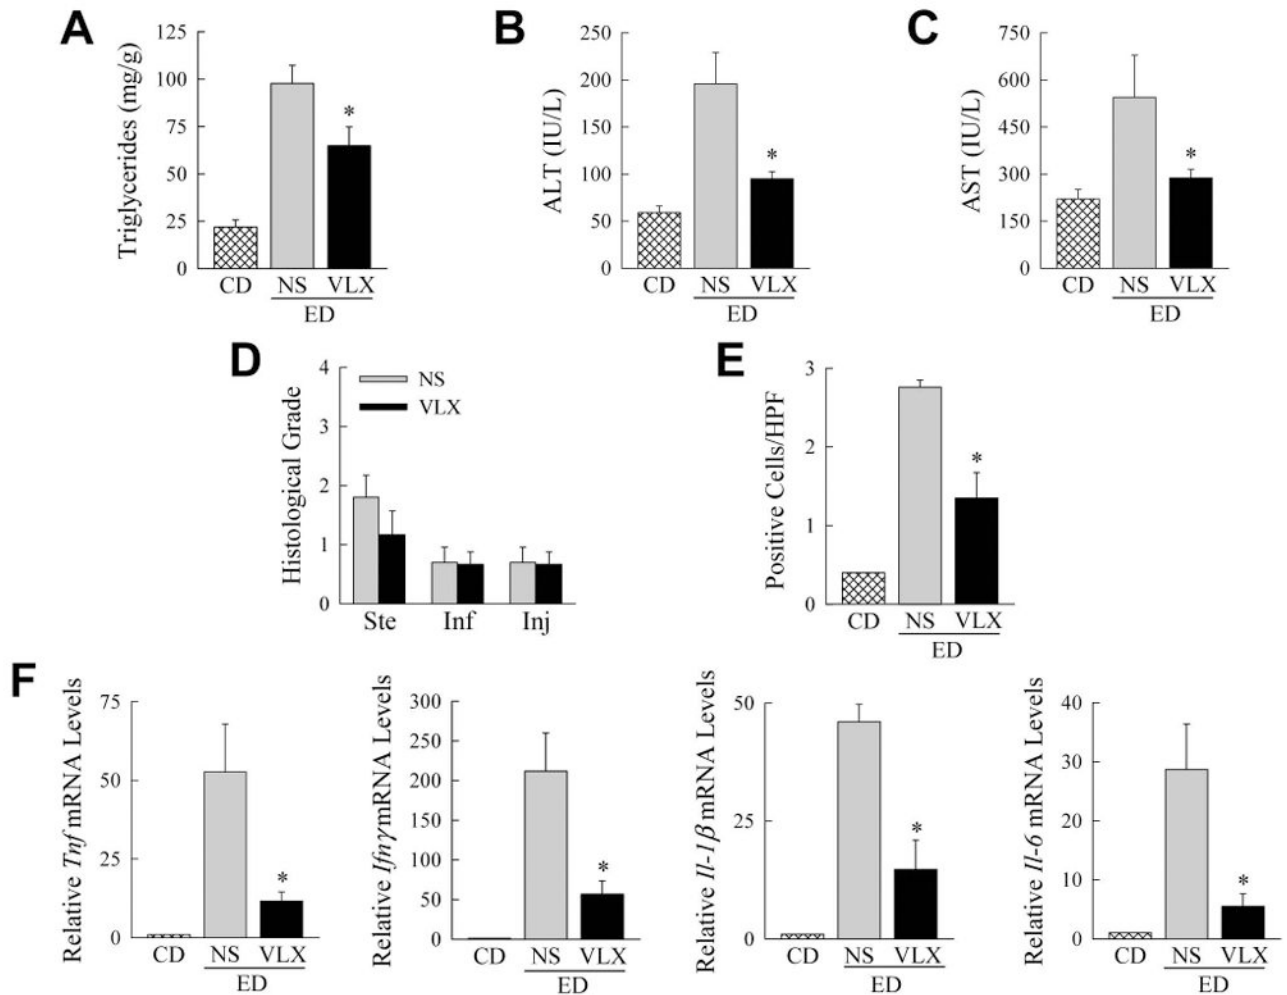 A
Triglycerides (mg/g)
125
100
75
50
25
0
*
CD NS VLX
ED
B
ALT (IU/L)
250
200
150
100
50
0
*
CD NS VLX
ED
C
AST (IU/L)
750
600
450
300
150
0
*
CD NS VLX
ED
D
Histological Grade
4
3
2
1
0
NS
VLX
Ste Inf Inj
E
Positive Cells/HPF
3
2
1
0
*
CD NS VLX
ED
F
Relative Tnf mRNA Levels
75
50
25
0
*
CD NS VLX
ED
Relative Ifnγ mRNA Levels
300
250
200
150
100
50
0
*
CD NS VLX
ED
Relative Il-1β mRNA Levels
50
25
0
*
CD NS VLX
ED
Relative Il-6 mRNA Levels
40
30
20
10
0
*
CD NS VLX
ED